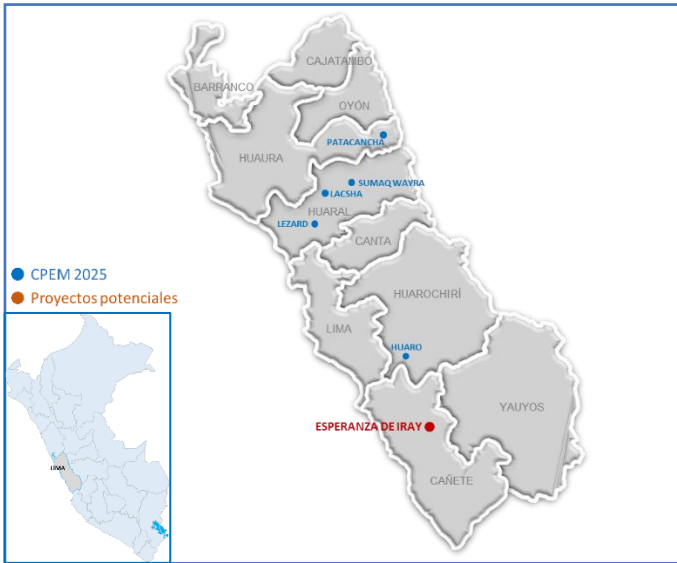 CAJATAMBO
BARRANCO
OYÓN
PATACANCHA
HUAURA
SUMAQ WAYRA
LACSHA
HUARAL
LEZARD
CANTA
CPEM 2025
HUAROCHIRÍ
Proyectos potenciales
LIMA
HUARO
YAUYOS
ESPERANZA DE IRAY
LIMA
CAÑETE